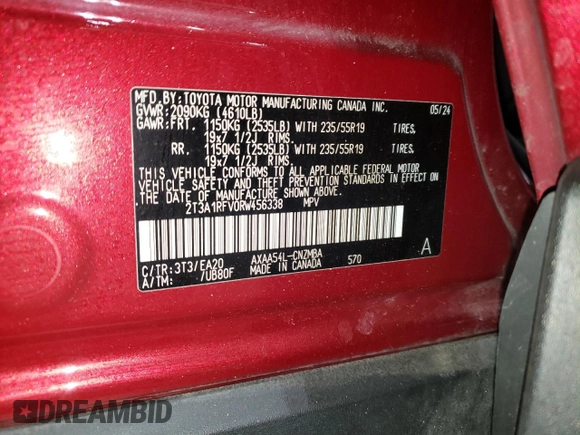 MFD.BY:TOYOTA MOTOR MANUFACTURING CANADA INC.
GVWR:2090KG (4610LB) 05/24
GAWR:FRT. 1150KG (2535LB) WITH 235/55R19 TIRES,
19x7 1/2J RIMS.
RR. 1150KG (2535LB) WITH 235/55R19 TIRES,
19x7 1/2J RIMS.
THIS VEHICLE CONFORMS TO ALL APPLICABLE FEDERAL MOTOR
VEHICLE SAFETY AND THEFT PREVENTION STANDARDS IN EFFECT
ON THE DATE OF MANUFACTURE SHOWN ABOVE.
2T3A1RFV0RW456338 MPV
A
C/TR:3T3/EA20 AXAA54L-CNZMBA 570
A/TM: /UB80F MADE IN CANADA
DREAMBID